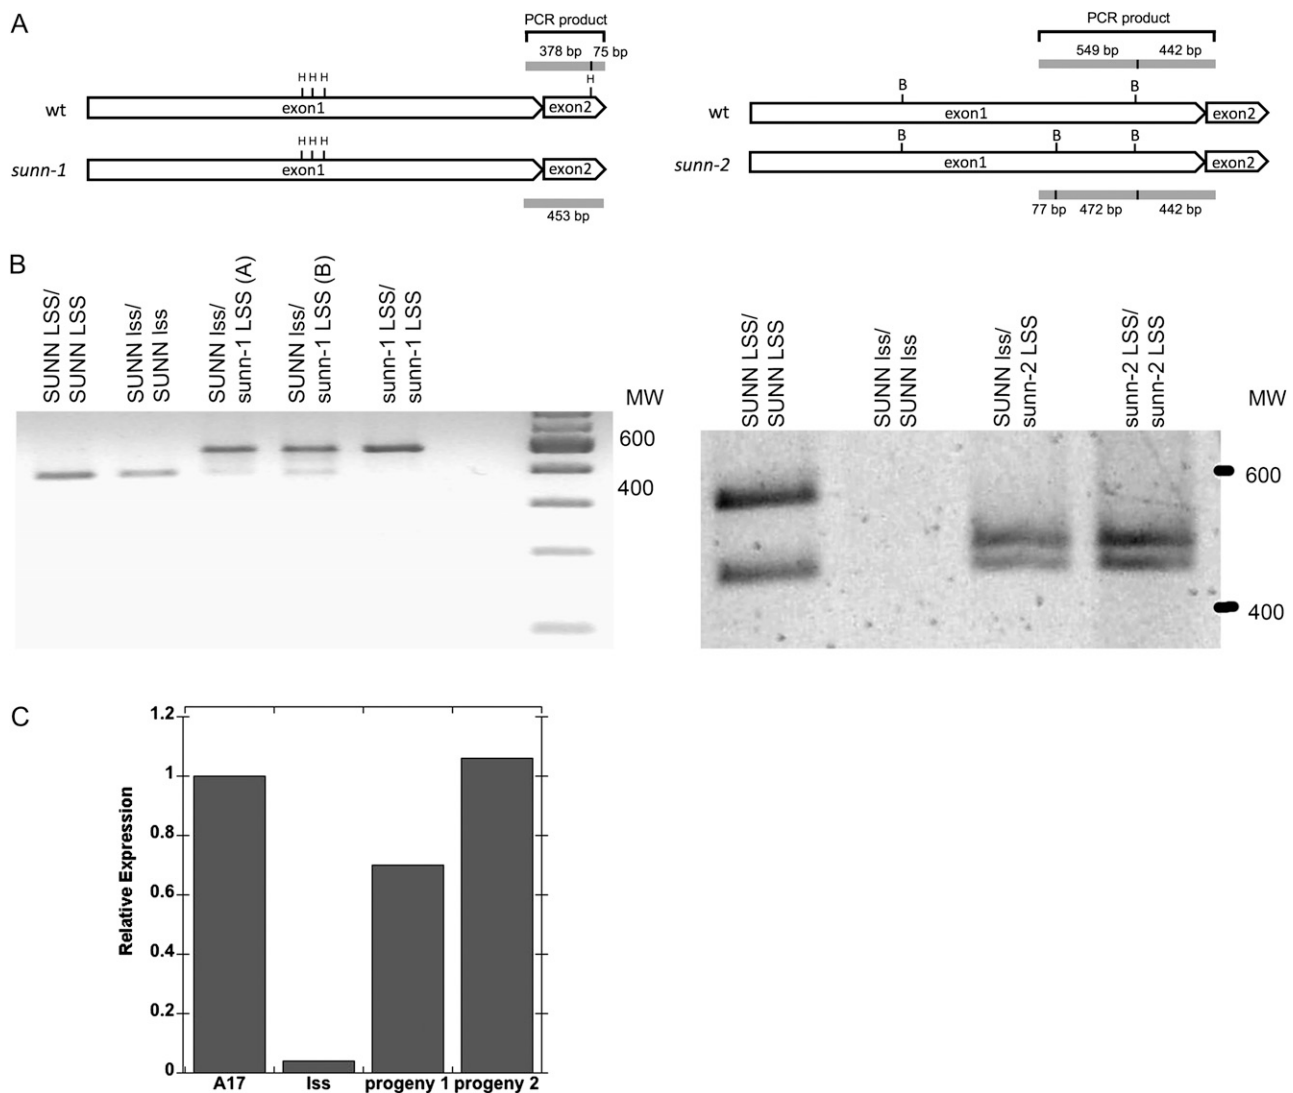 A
PCR product
378 bp
75 bp
H H H
H
wt
exon1
exon2
H H H
sunn-1
exon1
exon2
453 bp
PCR product
549 bp
442 bp
B
B
wt
exon1
exon2
B
B
B
sunn-2
exon1
exon2
77 bp
472 bp
442 bp
B
SUNN LSS/
SUNN LSS
SUNN lss/
SUNN lss
SUNN lss/
sunn-1 LSS (A)
SUNN lss/
sunn-1 LSS (B)
sunn-1 LSS/
sunn-1 LSS
MW
600
400
SUNN LSS/
SUNN LSS
SUNN lss/
SUNN lss
SUNN lss/
sunn-2 LSS
sunn-2 LSS/
sunn-2 LSS
MW
600
400
C
1.2
1
0.8
0.6
0.4
0.2
0
Relative Expression
A17
lss
progeny 1
progeny 2